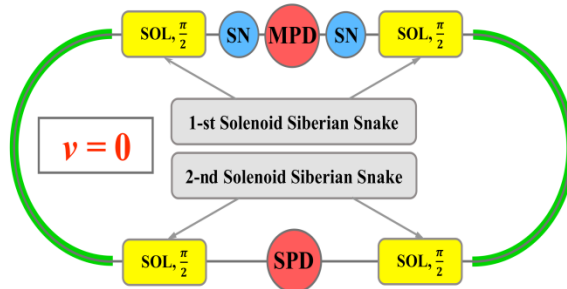 SOL, π/2 SN MPD SN SOL, π/2
1-st Solenoid Siberian Snake
ν = 0
2-nd Solenoid Siberian Snake
SOL, π/2 SPD SOL, π/2